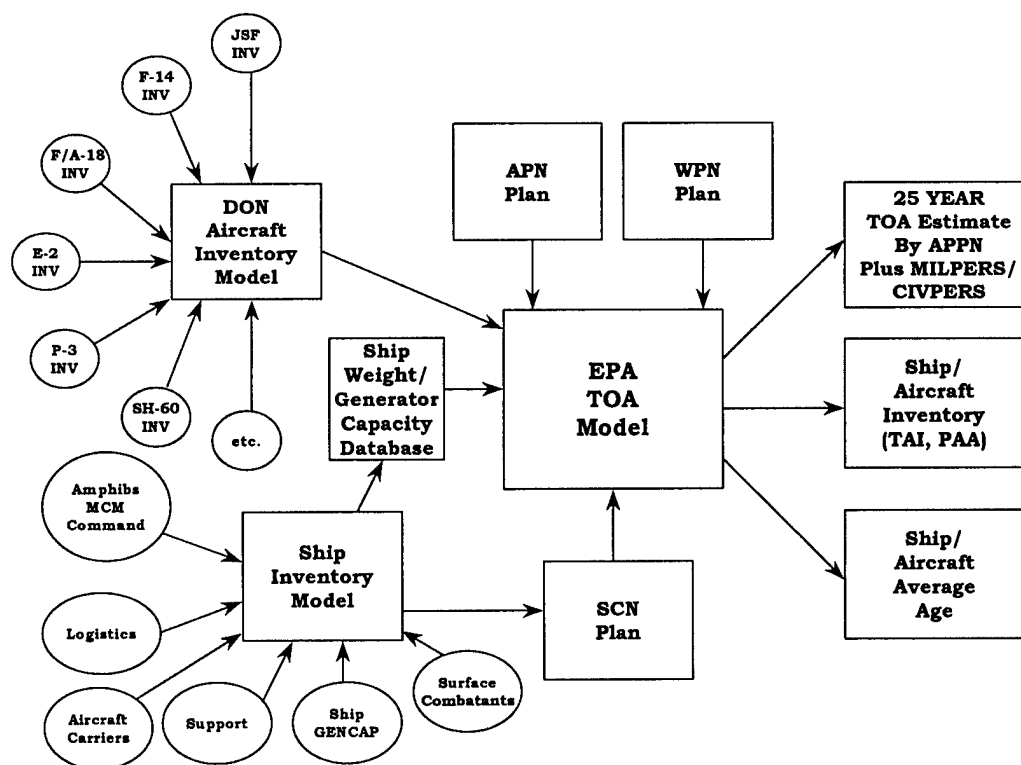 JSF
INV
F-14
INV
F/A-18
INV
E-2
INV
P-3
INV
SH-60
INV
etc.
DON
Aircraft
Inventory
Model
APN
Plan
WPN
Plan
25 YEAR
TOA Estimate
By APPN
Plus MILPERS/
CIVPERS
Ship
Weight/
Generator
Capacity
Database
EPA
TOA
Model
Ship/
Aircraft
Inventory
(TAI, PAA)
Amphibs
MCM
Command
Logistics
Aircraft
Carriers
Support
Ship
GENCAP
Surface
Combatants
Ship
Inventory
Model
SCN
Plan
Ship/
Aircraft
Average
Age